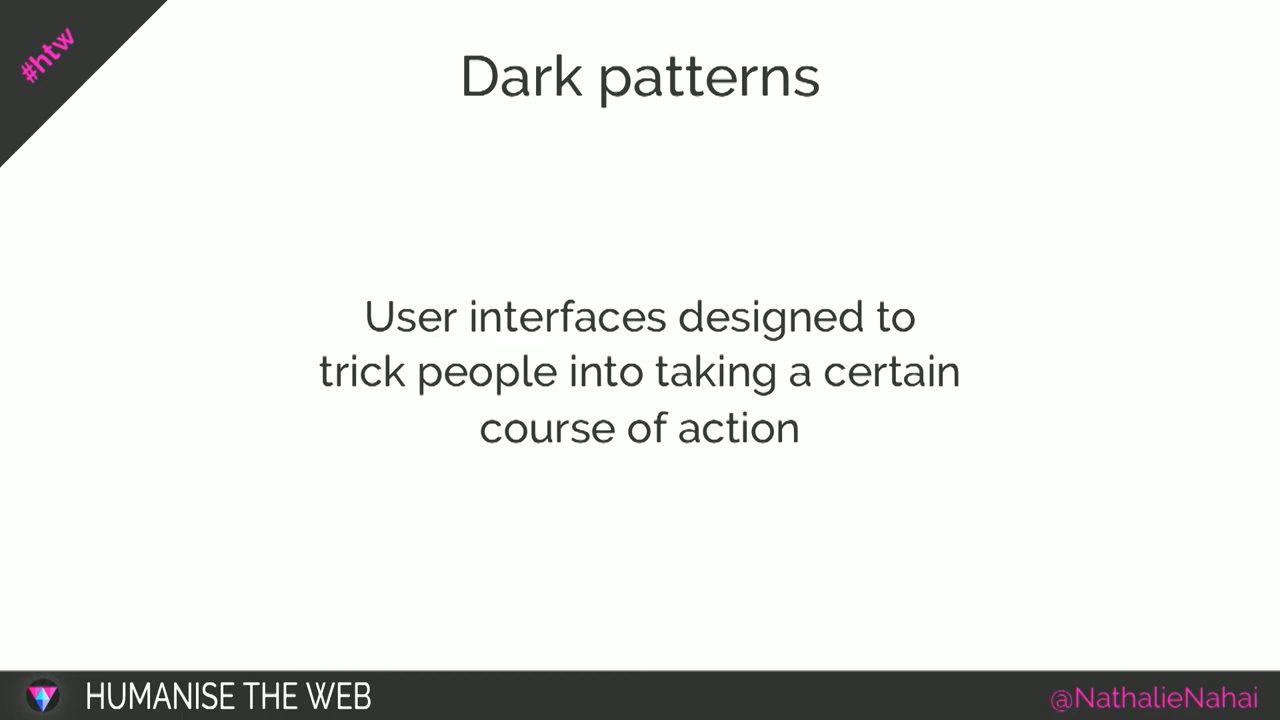 #htw
Dark patterns
User interfaces designed to
trick people into taking a certain
course of action
HUMANISE THE WEB
@NathalieNahai